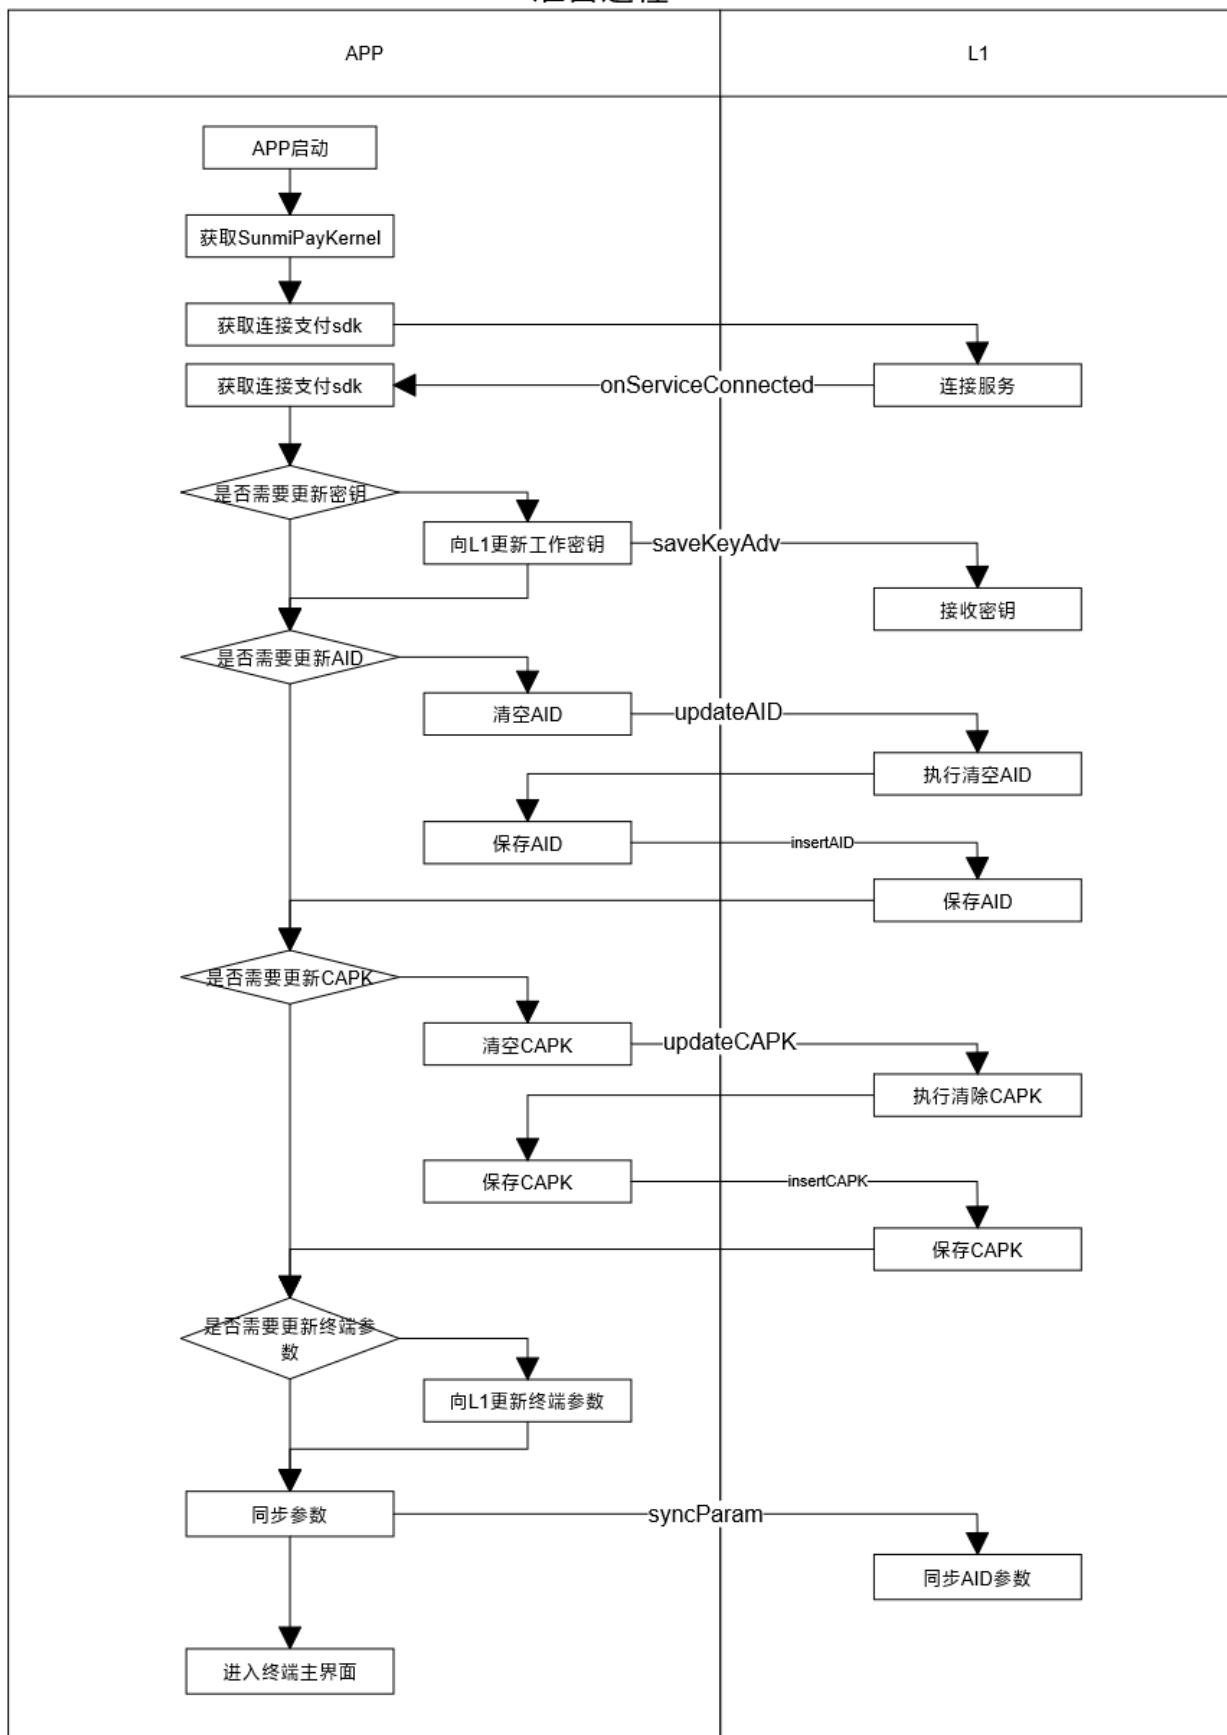 APP
L1
APP启动
获取SunmiPayKernel
获取连接支付sdk
获取连接支付sdk
onServiceConnected
连接服务
是否需要更新密钥
向L1更新工作密钥
saveKeyAdv
接收密钥
是否需要更新AID
清空AID
updateAID
执行清空AID
保存AID
insertAID
保存AID
是否需要更新CAPK
清空CAPK
updateCAPK
执行清除CAPK
保存CAPK
insertCAPK
保存CAPK
是否需要更新终端参
数
向L1更新终端参数
同步参数
syncParam
同步AID参数
进入终端主界面